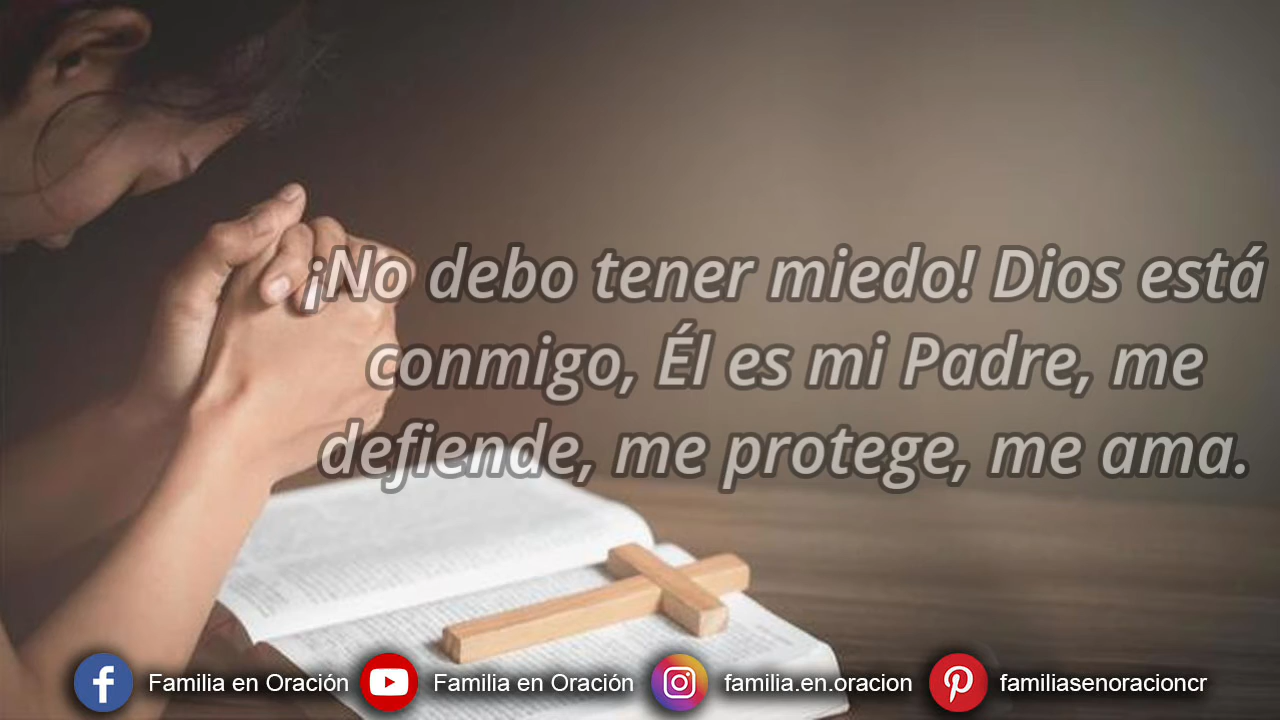 ¡No debo tener miedo! Dios está
conmigo, Él es mi Padre, me
defiende, me protege, me ama.
Familia en Oración Familia en Oración familia.en.oracion familiasenoracioncr